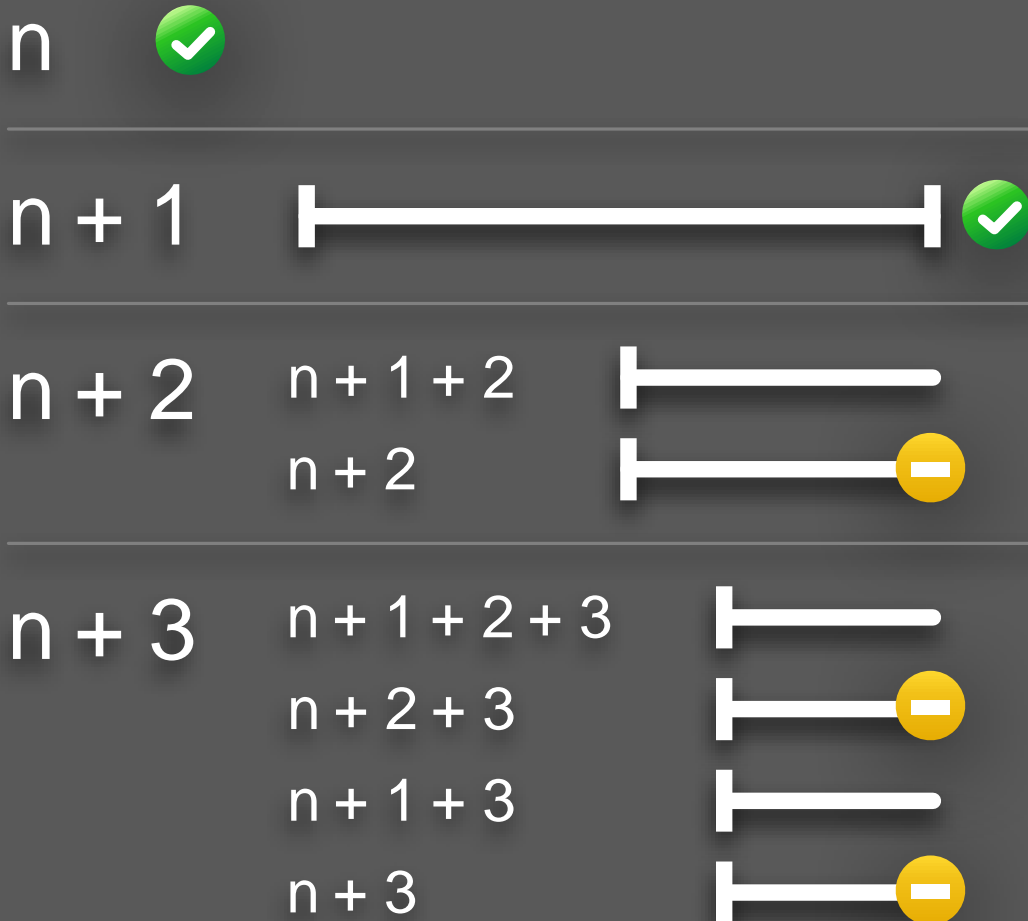 n
n + 1
n + 2
n + 1 + 2
n + 2
n + 3
n + 1 + 2 + 3
n + 2 + 3
n + 1 + 3
n + 3